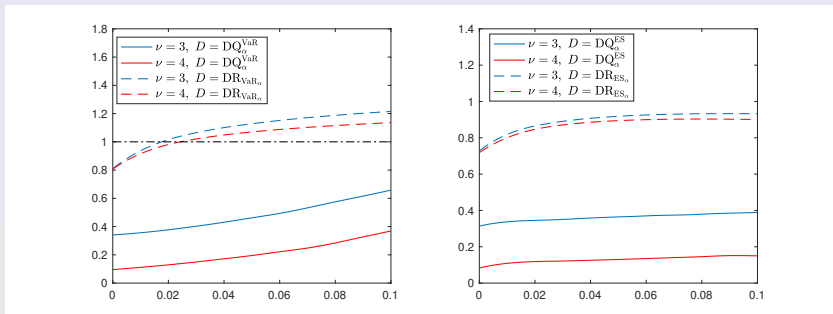 1.8
1.6
1.4
1.2
1
0.8
0.6
0.4
0.2
0
0 0.02 0.04 0.06 0.08 0.1
ν = 3, D = DQ_α^VaR
ν = 4, D = DQ_α^VaR
ν = 3, D = DR_VaR_α
ν = 4, D = DR_VaR_α
1.4
1.2
1
0.8
0.6
0.4
0.2
0
0 0.02 0.04 0.06 0.08 0.1
ν = 3, D = DQ_α^ES
ν = 4, D = DQ_α^ES
ν = 3, D = DR_ES_α
ν = 4, D = DR_ES_α